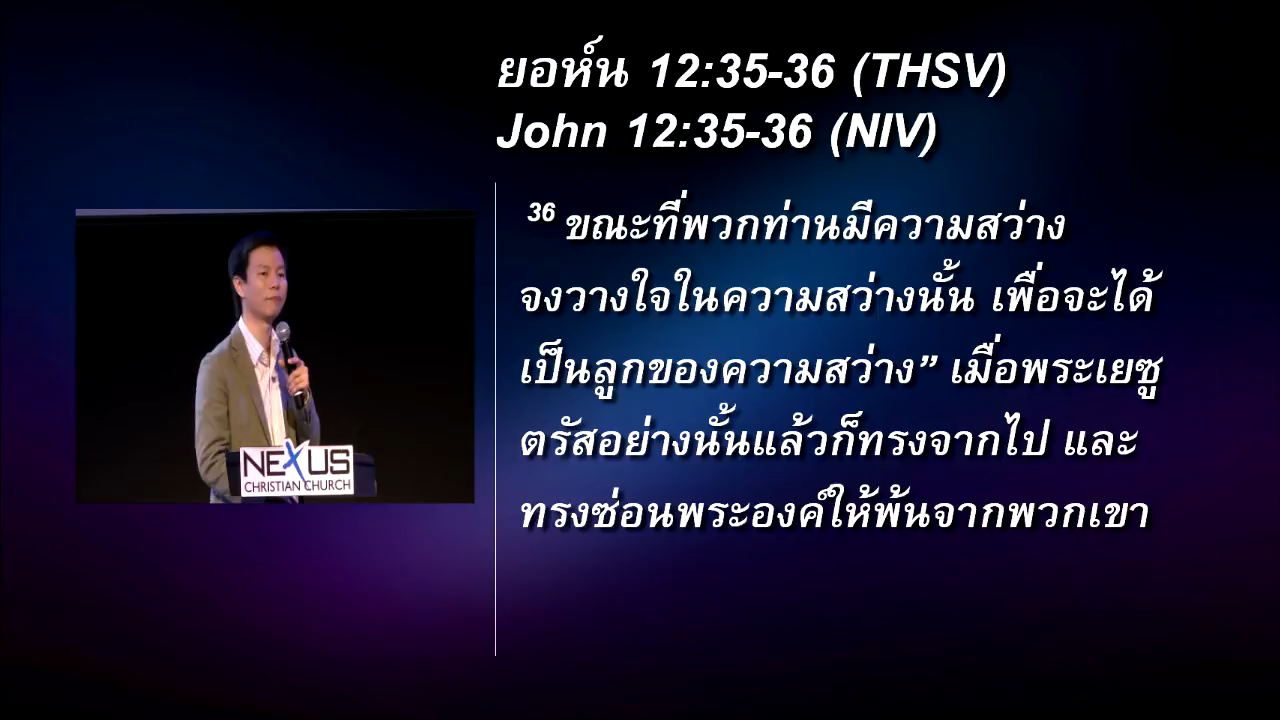 ยอห์น 12:35-36 (THSV)
John 12:35-36 (NIV)
36 ขณะที่พวกท่านมีความสว่าง
จงวางใจในความสว่างนั้น เพื่อจะได้
เป็นลูกของความสว่าง” เมื่อพระเยซู
ตรัสอย่างนั้นแล้วก็ทรงจากไป และ
ทรงซ่อนพระองค์ให้พ้นจากพวกเขา
NEXUS
CHRISTIAN CHURCH